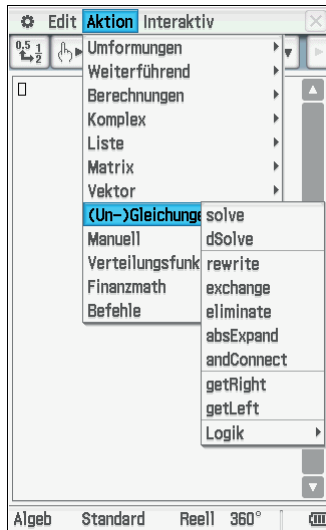 Edit Aktion Interaktiv
0.5 1
2
Umformungen
Weiterführend
Berechnungen
Komplex
Liste
Matrix
Vektor
(Un-)Gleichunge
Manuell
Verteilungsfunk
Finanzmath
Befehle
solve
dSolve
rewrite
exchange
eliminate
absExpand
andConnect
getRight
getLeft
Logik
Algeb Standard Reell 360°